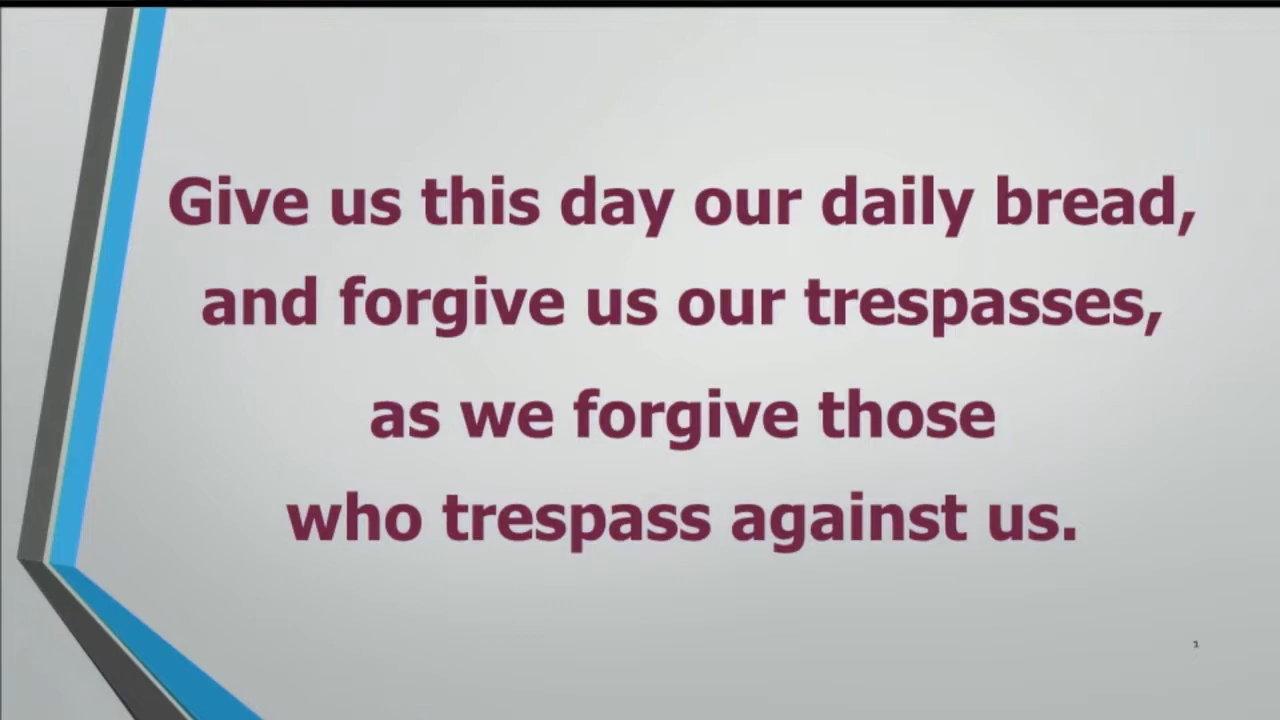 Give us this day our daily bread,
and forgive us our trespasses,
as we forgive those
who trespass against us.